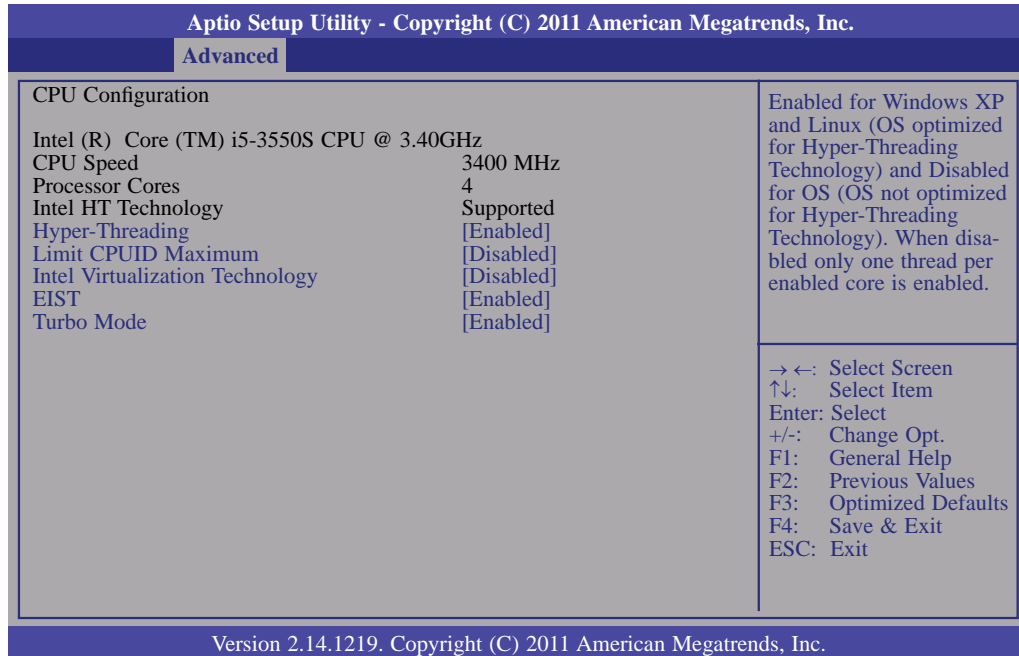 Aptio Setup Utility - Copyright (C) 2011 American Megatrends, Inc.
Advanced
CPU Configuration
Intel (R) Core (TM) i5-3550S CPU @ 3.40GHz
CPU Speed 3400 MHz
Processor Cores 4
Intel HT Technology Supported
Hyper-Threading [Enabled]
Limit CPUID Maximum [Disabled]
Intel Virtualization Technology [Disabled]
EIST [Enabled]
Turbo Mode [Enabled]
Enabled for Windows XP
and Linux (OS optimized
for Hyper-Threading
Technology) and Disabled
for OS (OS not optimized
for Hyper-Threading
Technology). When disa-
bled only one thread per
enabled core is enabled.
→ ←: Select Screen
↑↓: Select Item
Enter: Select
+/-: Change Opt.
F1: General Help
F2: Previous Values
F3: Optimized Defaults
F4: Save & Exit
ESC: Exit
Version 2.14.1219. Copyright (C) 2011 American Megatrends, Inc.